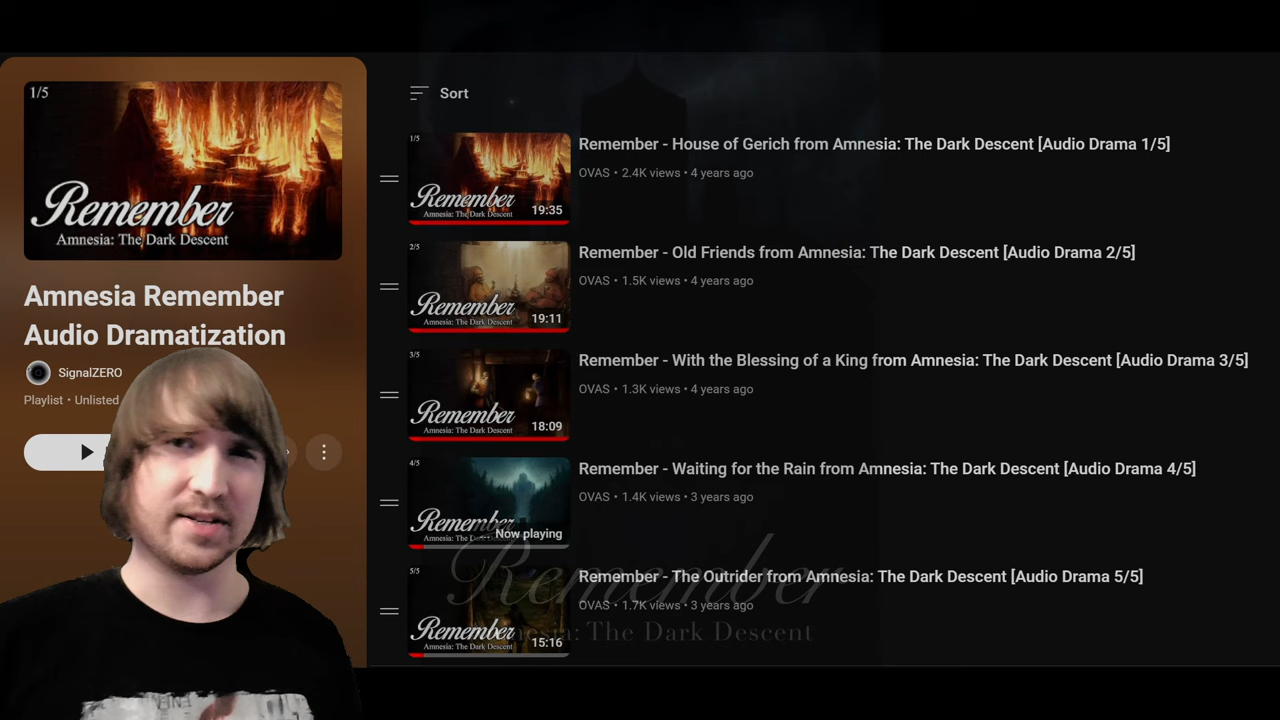 1/5
Remember
Amnesia: The Dark Descent
Amnesia Remember
Audio Dramatization
SignalZERO
Playlist • Unlisted
Sort
1/5
Remember
Amnesia: The Dark Descent
19:35
Remember - House of Gerich from Amnesia: The Dark Descent [Audio Drama 1/5]
OVAS • 2.4K views • 4 years ago
2/5
Remember
Amnesia: The Dark Descent
19:11
Remember - Old Friends from Amnesia: The Dark Descent [Audio Drama 2/5]
OVAS • 1.5K views • 4 years ago
3/5
Remember
Amnesia: The Dark Descent
18:09
Remember - With the Blessing of a King from Amnesia: The Dark Descent [Audio Drama 3/5]
OVAS • 1.3K views • 4 years ago
4/5
Remember
Amnesia: The D
Now playing
Remember - Waiting for the Rain from Amnesia: The Dark Descent [Audio Drama 4/5]
OVAS • 1.4K views • 3 years ago
5/5
Remember
Amnesia: The Dark Descent
15:16
Remember - The Outrider from Amnesia: The Dark Descent [Audio Drama 5/5]
OVAS • 1.7K views • 3 years ago
Remember
The Dark Descent